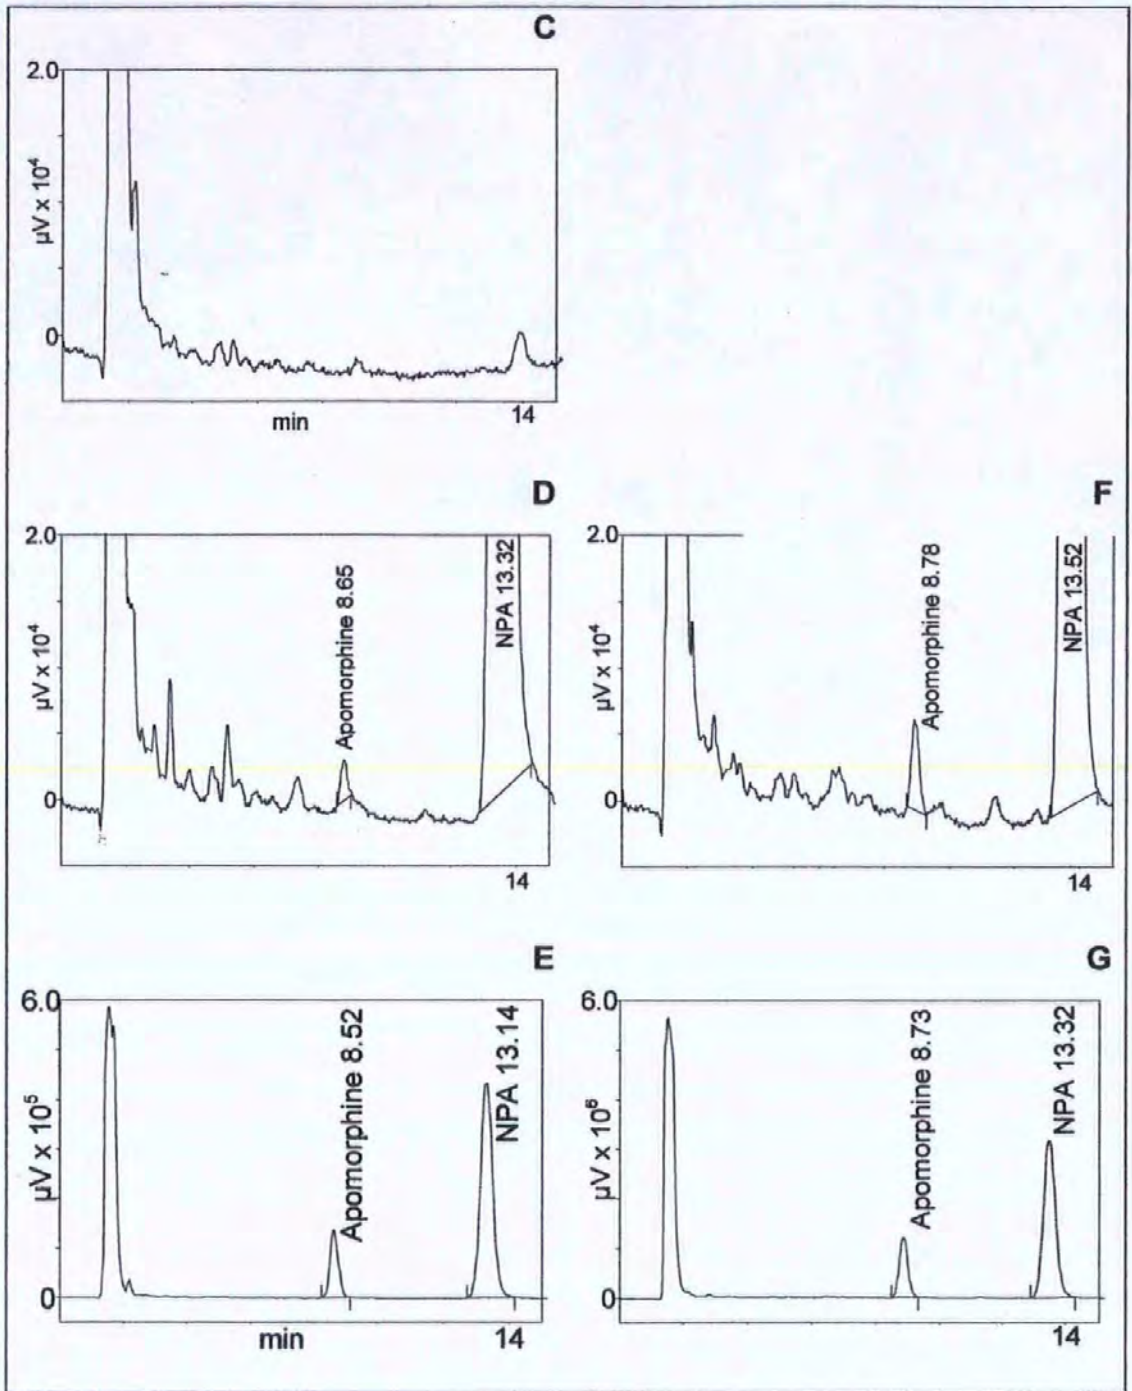 C
2.0
µV x 10⁴
0
min
14
D
2.0
µV x 10⁴
0
Apomorphine 8.65
NPA 13.32
14
F
2.0
µV x 10⁴
0
Apomorphine 8.78
NPA 13.52
14
E
6.0
µV x 10⁵
0
Apomorphine 8.52
NPA 13.14
min
14
G
6.0
µV x 10⁵
0
Apomorphine 8.73
NPA 13.32
14